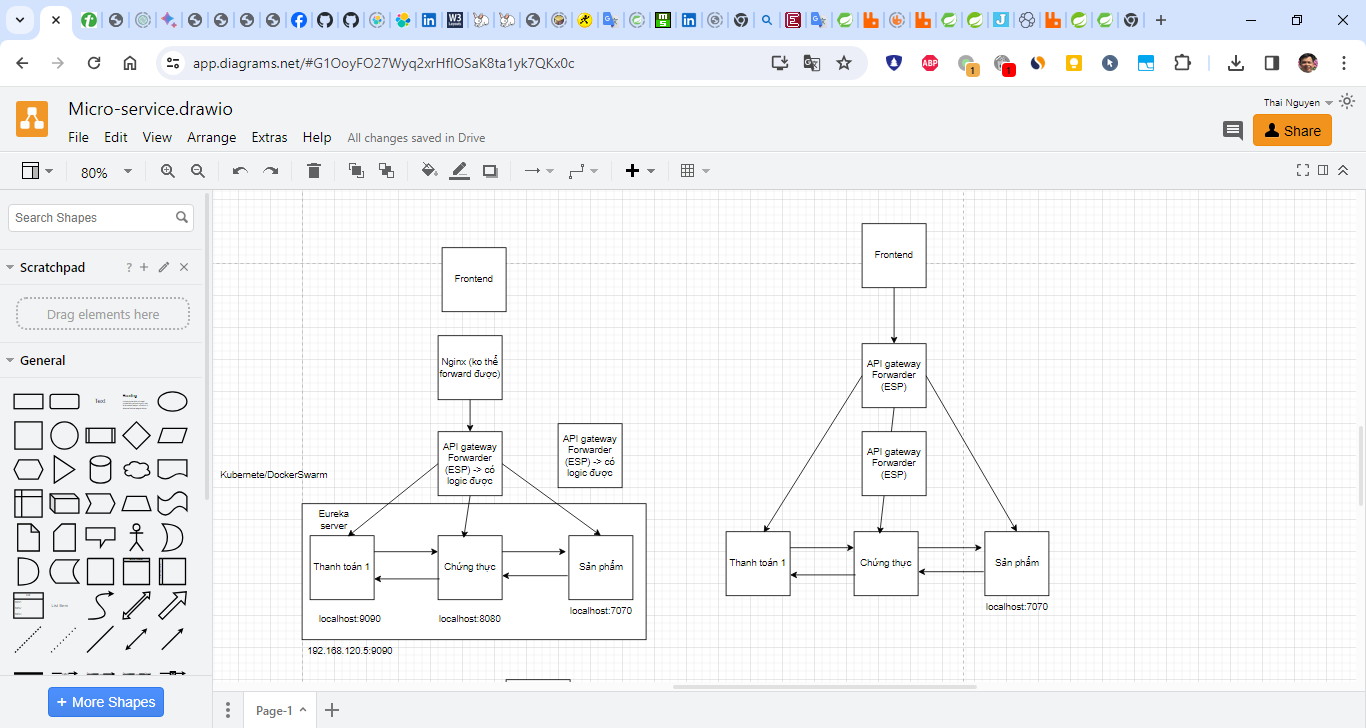 app.diagrams.net/#G1OoyFO27Wyq2xrHflOSaK8ta1yk7QKx0c
ABP
1
1
Micro-service.drawio
Thai Nguyen
File Edit View Arrange Extras Help All changes saved in Drive
Share
80%
Search Shapes
Scratchpad
?
Drag elements here
General
Text
Heading
More Shapes
Frontend
Nginx (ko thể
forward được)
API gateway
Forwarder
(ESP) -> có
logic được
API gateway
Forwarder
(ESP) -> có
logic được
Kubernete/DockerSwarm
Eureka
server
Thanh toán 1
Chứng thực
Sản phẩm
localhost:9090
localhost:8080
localhost:7070
192.168.120.5:9090
Frontend
API gateway
Forwarder
(ESP)
API gateway
Forwarder
(ESP)
Thanh toán 1
Chứng thực
Sản phẩm
localhost:7070
Page-1